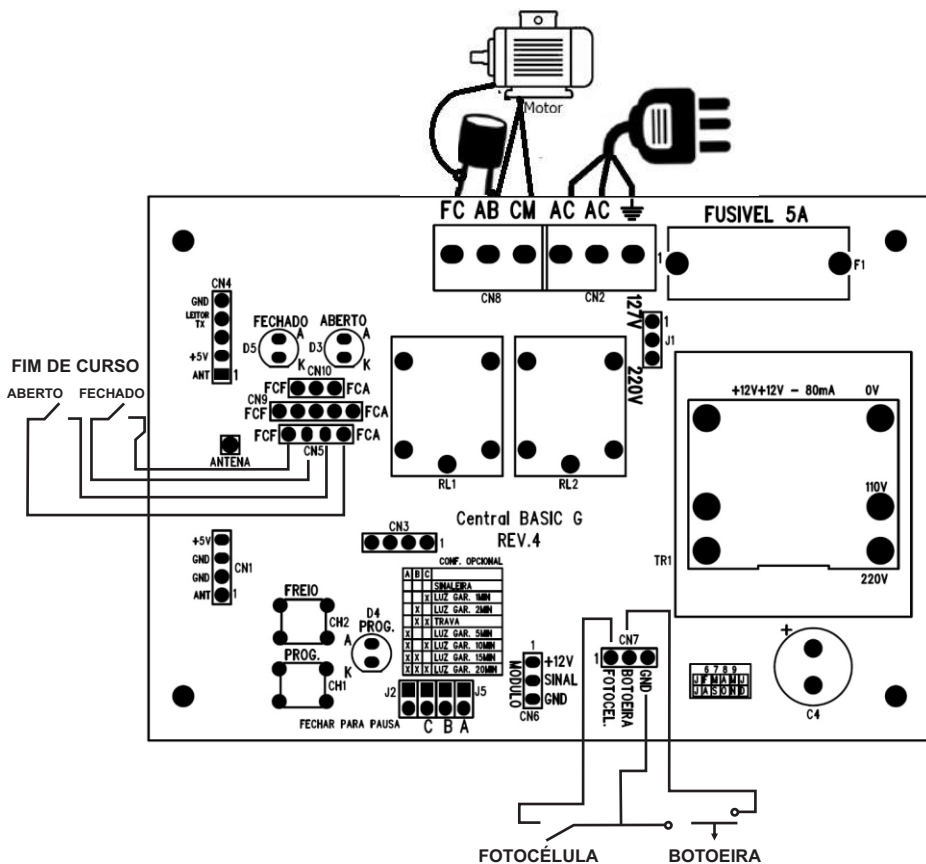 Motor
FC AB CM AC AC
FUSIVEL 5A
1
F1
CN8
CN2
CN4
GND
LEITOR
TX
+5V
ANT
1
FECHADO
ABERTO
D5
A
K
D3
A
K
127V
220V
1
J1
FIM DE CURSO
ABERTO
FECHADO
CN10
FCF
FCA
CN9
FCF
FCA
FCF
FCA
CN5
ANTENA
RL1
RL2
+12V+12V - 80mA
0V
110V
220V
TR1
Central BASIC G
REV.4
CN3
1
+5V
GND
GND
ANT
CN1
1
CONF. OPCIONAL
A B C
SINALEIRA
X LUZ GAR. 1MIN
X LUZ GAR. 2MIN
X X TRAVA
X LUZ GAR. 5MIN
X X LUZ GAR. 10MIN
X X LUZ GAR. 15MIN
X X X LUZ GAR. 20MIN
FREIO
CH2
PROG.
CH1
D4
PROG.
A
K
J2
J5
FECHAR PARA PAUSA
C B A
1
MODULO
+12V
SINAL
GND
CN6
CN7
1
FOTOCEL.
BOTOEIRA
GND
6 7 8 9
J F M A M J
J A S O N D
+
C4
FOTOCÉLULA
BOTOEIRA